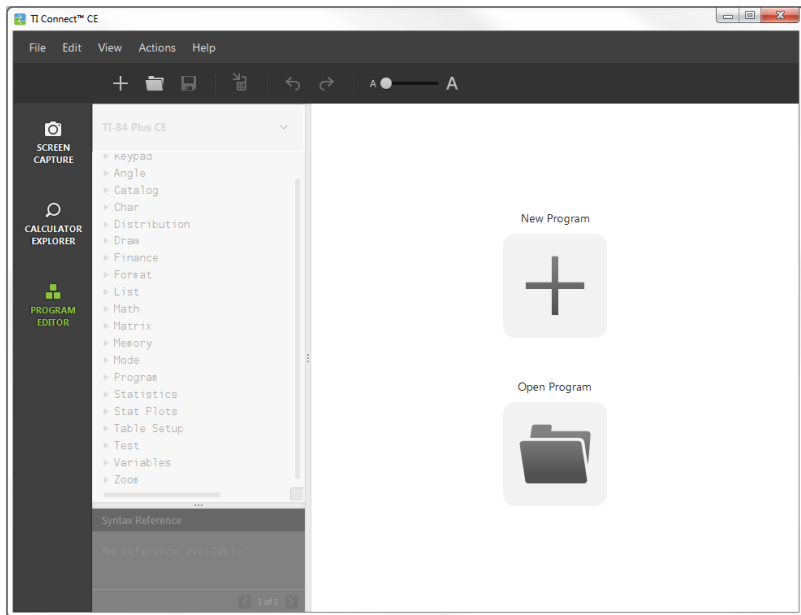 TI Connect™ CE
File Edit View Actions Help
A A
SCREEN
CAPTURE
CALCULATOR
EXPLORER
PROGRAM
EDITOR
TI-84 Plus CE
Keypad
Angle
Catalog
Char
Distribution
Draw
Finance
Format
List
Math
Matrix
Memory
Mode
Program
Statistics
Stat Plots
Table Setup
Test
Variables
Zoom
Syntax Reference
No reference available
1 of 1
New Program
Open Program